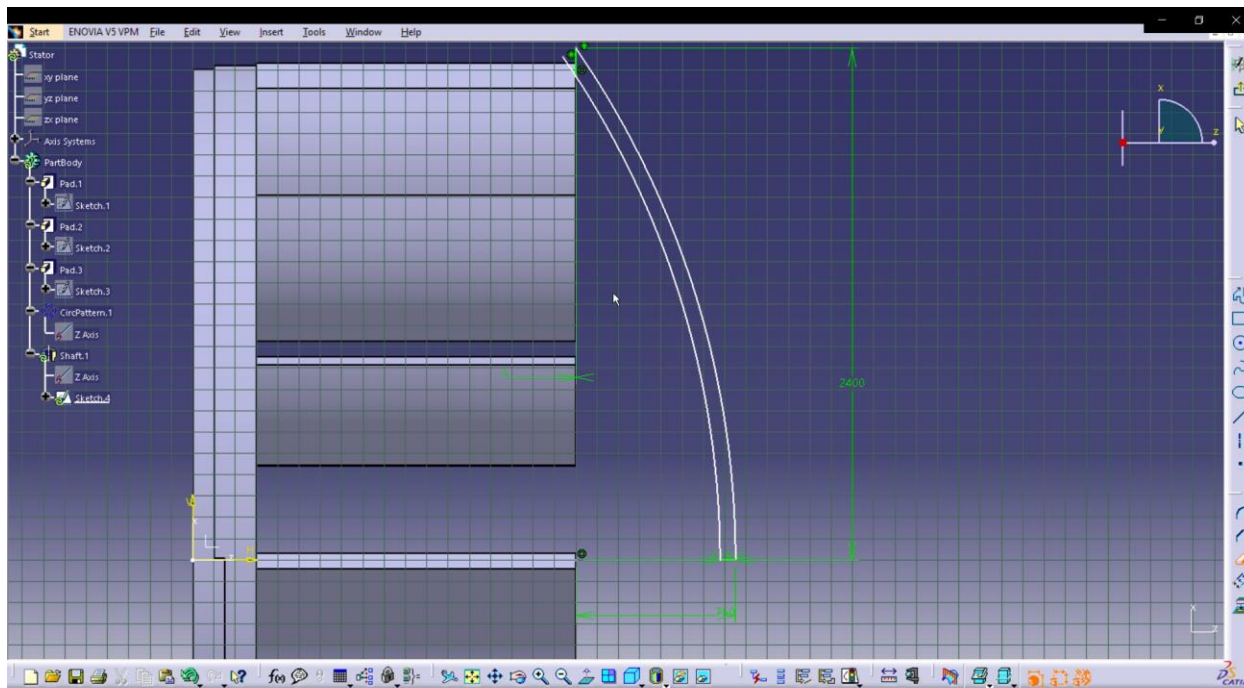 Start ENOVIA V5 VPM File Edit View Insert Tools Window Help
Stator
xy plane
yz plane
zx plane
Axis Systems
PartBody
Pad.1
Sketch.1
Pad.2
Sketch.2
Pad.3
Sketch.3
CircPattern.1
Z Axis
Shaft.1
Z Axis
Sketch.4
x
y
z
2400
x
z
f(x)
CATIA